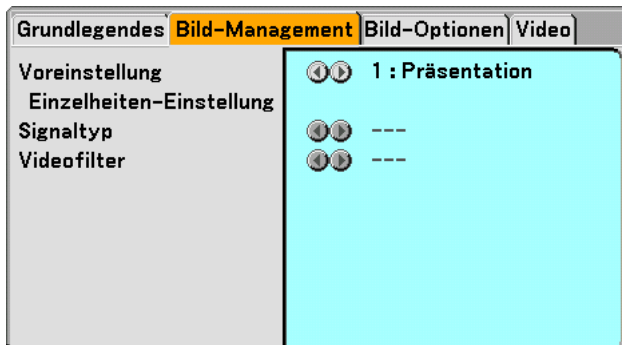 Grundlegendes Bild-Management Bild-Optionen Video
Voreinstellung 1 : Präsentation
Einzelheiten-Einstellung
Signaltyp ---
Videofilter ---